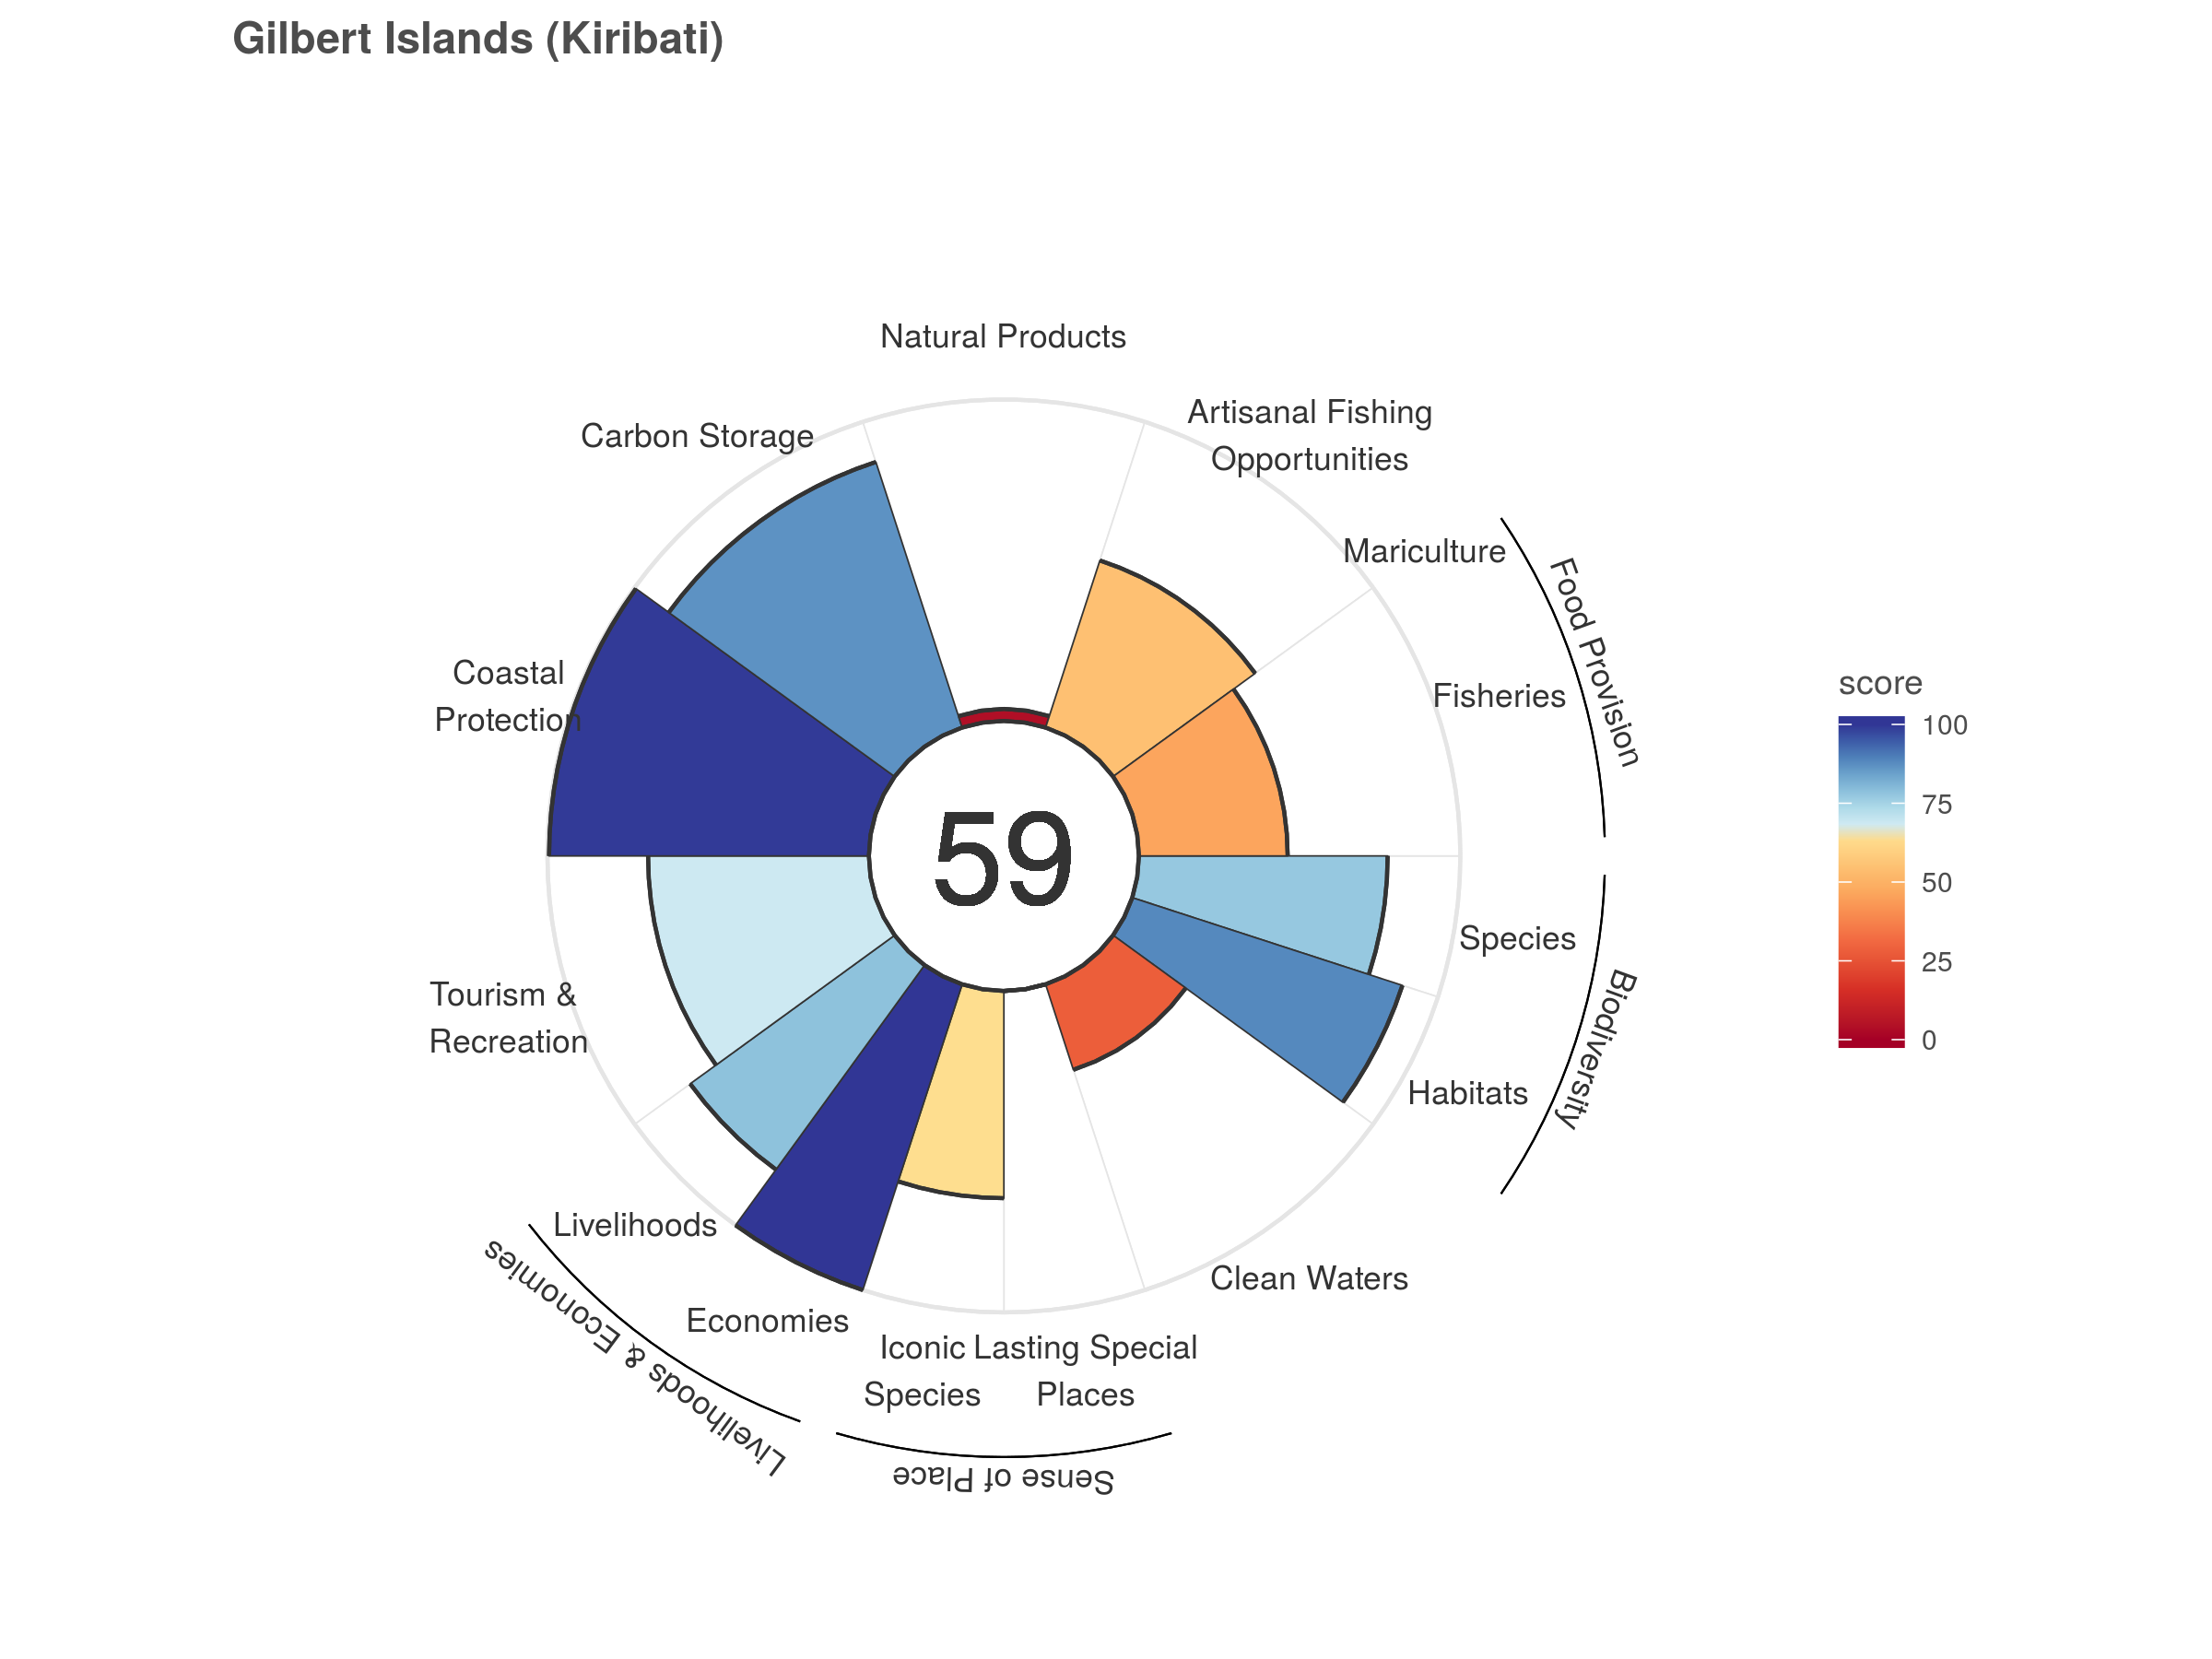 Gilbert Islands (Kiribati)
Natural Products
Artisanal Fishing
Opportunities
Carbon Storage
Mariculture
Food Provision
Fisheries
Coastal
Protection
59
Species
Biodiversity
Habitats
Tourism &
Recreation
Livelihoods
Livelihoods & Economies
Economies
Clean Waters
Iconic
Species
Lasting Special
Places
Sense of Place
score
100
75
50
25
0